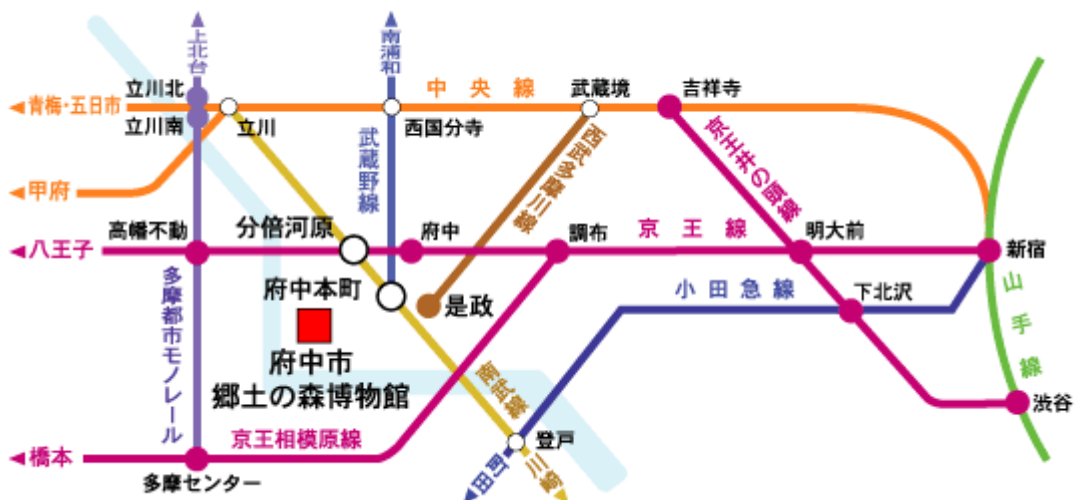 上北台
南浦和
立川北
中央線
武蔵境
吉祥寺
青梅・五日市
立川南
立川
西国分寺
武蔵野線
西武多摩川線
京王井の頭線
甲府
高幡不動
分倍河原
府中
調布
京王線
明大前
八王子
新宿
府中本町
是政
小田急線
下北沢
山手線
多摩都市モノレール
府中市
郷土の森博物館
南武線
渋谷
京王相模原線
登戸
橋本
多摩センター
町田
川崎